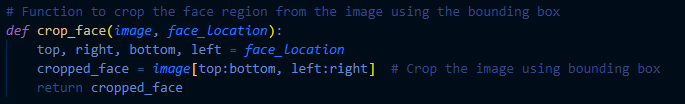 # Function to crop the face region from the image using the bounding box
def crop_face(image, face_location):
    top, right, bottom, left = face_location
    cropped_face = image[top:bottom, left:right]  # Crop the image using bounding box
    return cropped_face